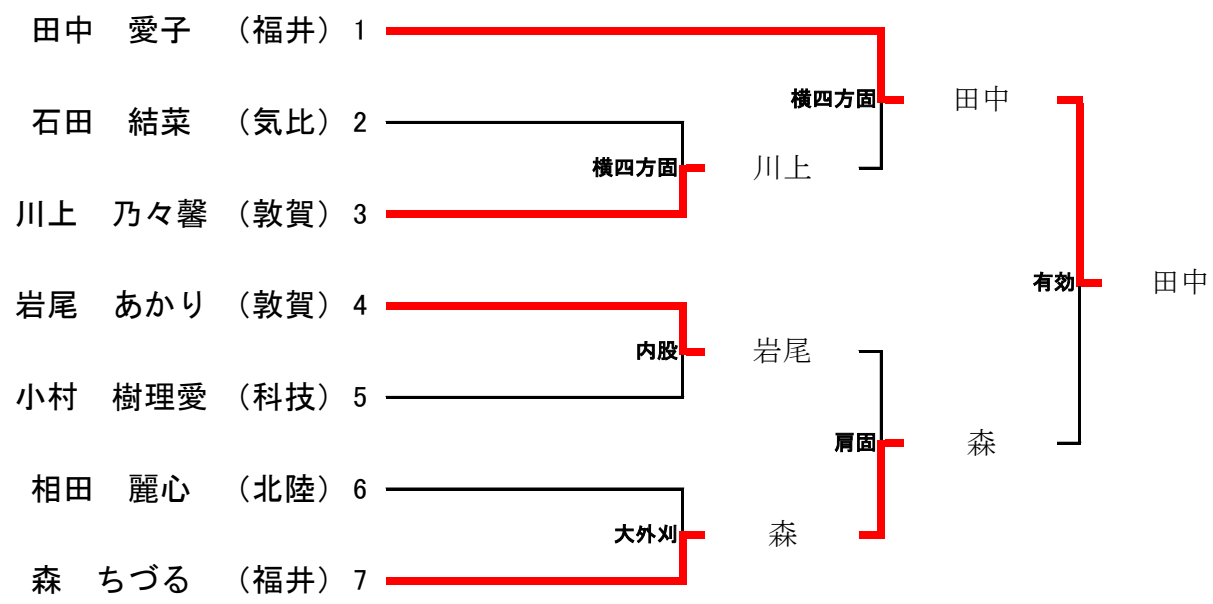 田中　愛子　（福井） 1
横四方固　田中
石田　結菜　（気比） 2
横四方固　川上
川上　乃々馨　（敦賀） 3
有効　田中
岩尾　あかり　（敦賀） 4
内股　岩尾
小村　樹理愛　（科技） 5
肩固　森
相田　麗心　（北陸） 6
大外刈　森
森　ちづる　（福井） 7